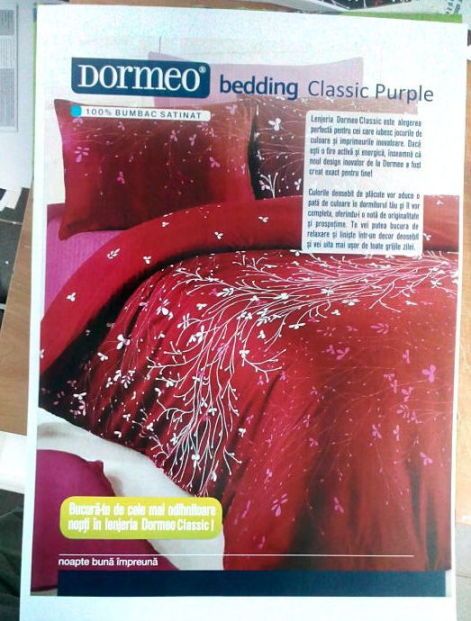 DORMEO®
bedding Classic Purple
100% BUMBAC SATINAT
Lenjeria Dormeo Classic este alegerea
perfectă pentru cei care iubesc jocurile de
culoare și imprimeurile inovatoare. Dacă
ești o fire activă și energică, înseamnă că
noul design inovator de la Dormeo a fost
creat exact pentru tine!
Culorile deosebit de plăcute vor aduce o
pată de culoare în dormitorul tău și îl vor
completa, oferindu-i o notă de originalitate
și prospețime. Te vei putea bucura de
relaxare și liniște într-un decor deosebit
și vei uita mai ușor de toate grijile zilei.
Bucură-te de cele mai odihnitoare
nopți în lenjeria Dormeo Classic!
noapte bună împreună